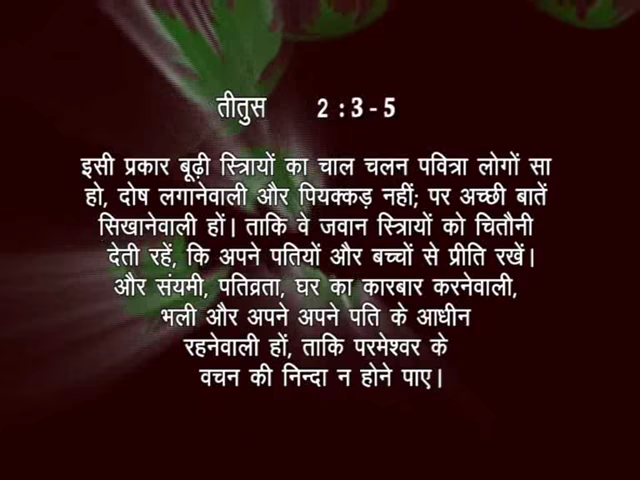 तीतुस 2 : 3 - 5
इसी प्रकार बूढ़ी स्त्रिायों का चाल चलन पवित्रा लोगों सा
हो, दोष लगानेवाली और पियक्कड़ नहीं; पर अच्छी बातें
सिखानेवाली हों। ताकि वे जवान स्त्रिायों को चितौनी
देती रहें, कि अपने पतियों और बच्चों से प्रीति रखें।
और संयमी, पतिव्रता, घर का कारबार करनेवाली,
भली और अपने अपने पति के आधीन
रहनेवाली हों, ताकि परमेश्वर के
वचन की निन्दा न होने पाए।